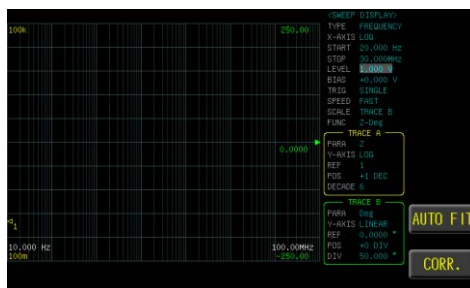 <SWEEP DISPLAY>
TYPE FREQUENCY
X-AXIS LOG
START 20.000 Hz
STOP 30.000MHz
LEVEL 1.000 V
BIAS +0.000 V
TRIG SINGLE
SPEED FAST
SCALE TRACE B
FUNC Z-Deg
100k 250.00
0.0000
1
10.000 Hz 100.00MHz
100m -250.00
TRACE A
PARA Z
Y-AXIS LOG
REF 1
POS +1 DEC
DECADE 6
TRACE B
PARA Deg
Y-AXIS LINEAR
REF 0.0000 °
POS +0 DIV
DIV 50.000 °
AUTO FIT
CORR.